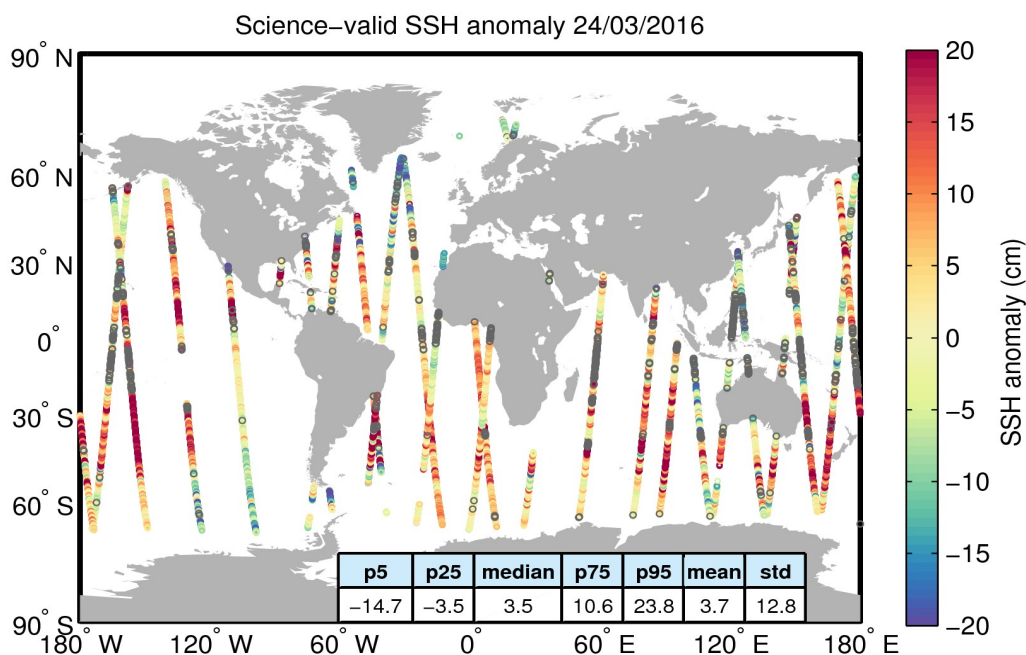 Science−valid SSH anomaly 24/03/2016
90° N
60° N
30° N
0°
30° S
60° S
90° S
180° W
120° W
60° W
0°
60° E
120° E
180° E
p5 p25 median p75 p95 mean std
−14.7 −3.5 3.5 10.6 23.8 3.7 12.8
20
15
10
5
0
−5
−10
−15
−20
SSH anomaly (cm)